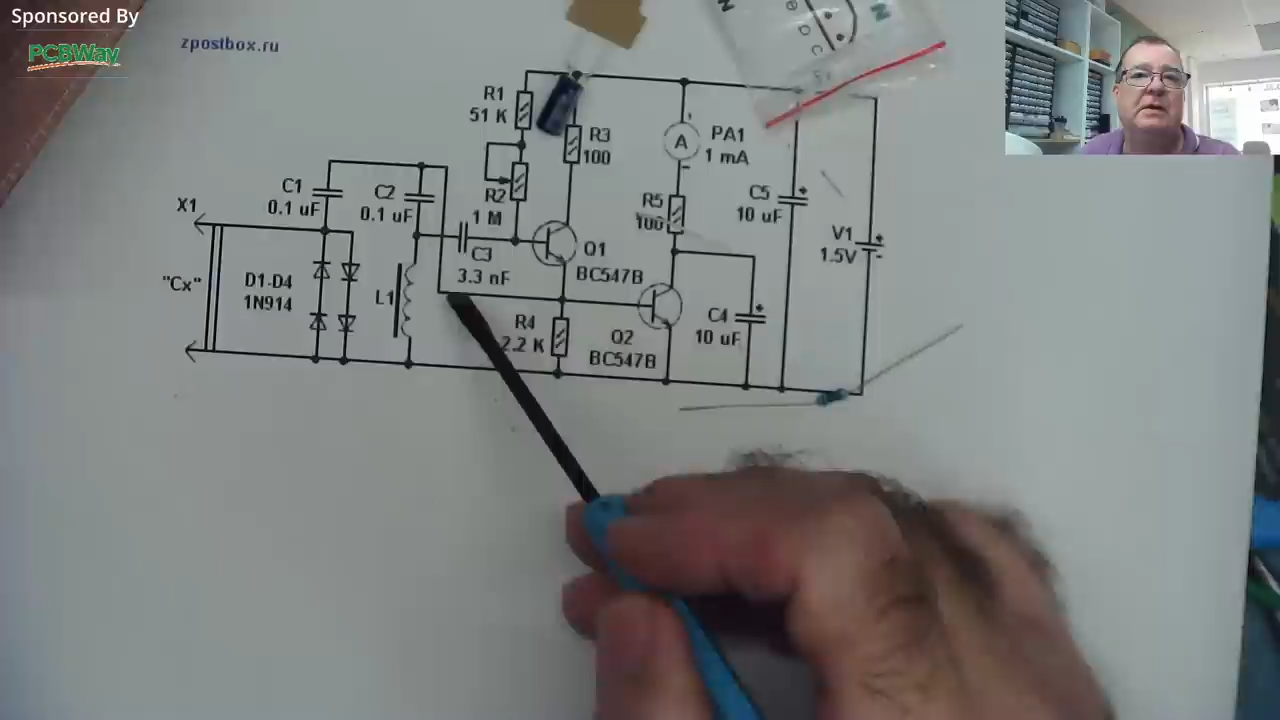 Sponsored By
PCBWay
zpostbox.ru
R1
51 K
R3
100
PA1
1 mA
A
C1
0.1 uF
C2
0.1 uF
R2
1 M
R5
100
C5
10 uF
X1
V1
1.5V
Q1
BC547B
C3
3.3 nF
"Cx"
D1-D4
1N914
L1
R4
2.2 K
Q2
BC547B
C4
10 uF